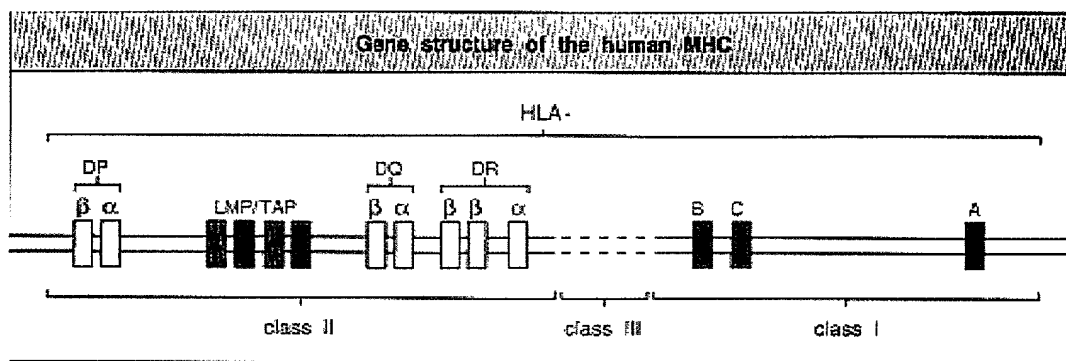 Gene structure of the human MHC
HLA-
DP DQ DR
β α LMP/TAP β α β β α B C A
class II class III class I